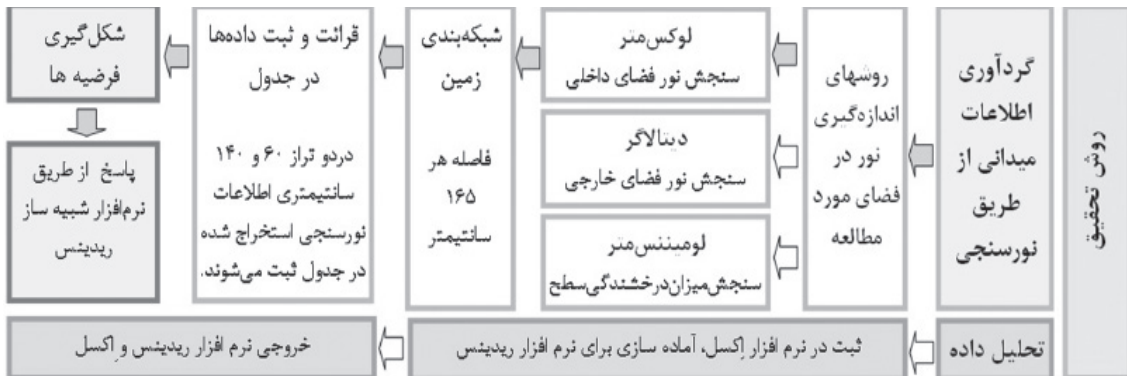 روش تحقیق
گردآوری
اطلاعات
میدانی از
طریق
نورسنجی
روشهای
اندازه‌گیری
نور در
فضای مورد
مطالعه
لوکس‌متر
سنجش نور فضای داخلی
دیتالاگر
سنجش نور فضای خارجی
لومیننس‌متر
سنجش میزان درخشندگی سطح
شبکه‌بندی
زمین
فاصله هر
۱۶۵
سانتیمتر
قرائت و ثبت داده‌ها
در جدول
دردو تراز ۶۰ و ۱۴۰
سانتیمتری اطلاعات
نورسنجی استخراج شده
در جدول ثبت می‌شوند.
شکل‌گیری
فرضیه ها
پاسخ از طریق
نرم‌افزار شبیه ساز
ریدینس
تحلیل داده
ثبت در نرم افزار اِکسل، آماده سازی برای نرم افزار ریدینس
خروجی نرم افزار ریدینس و اِکسل